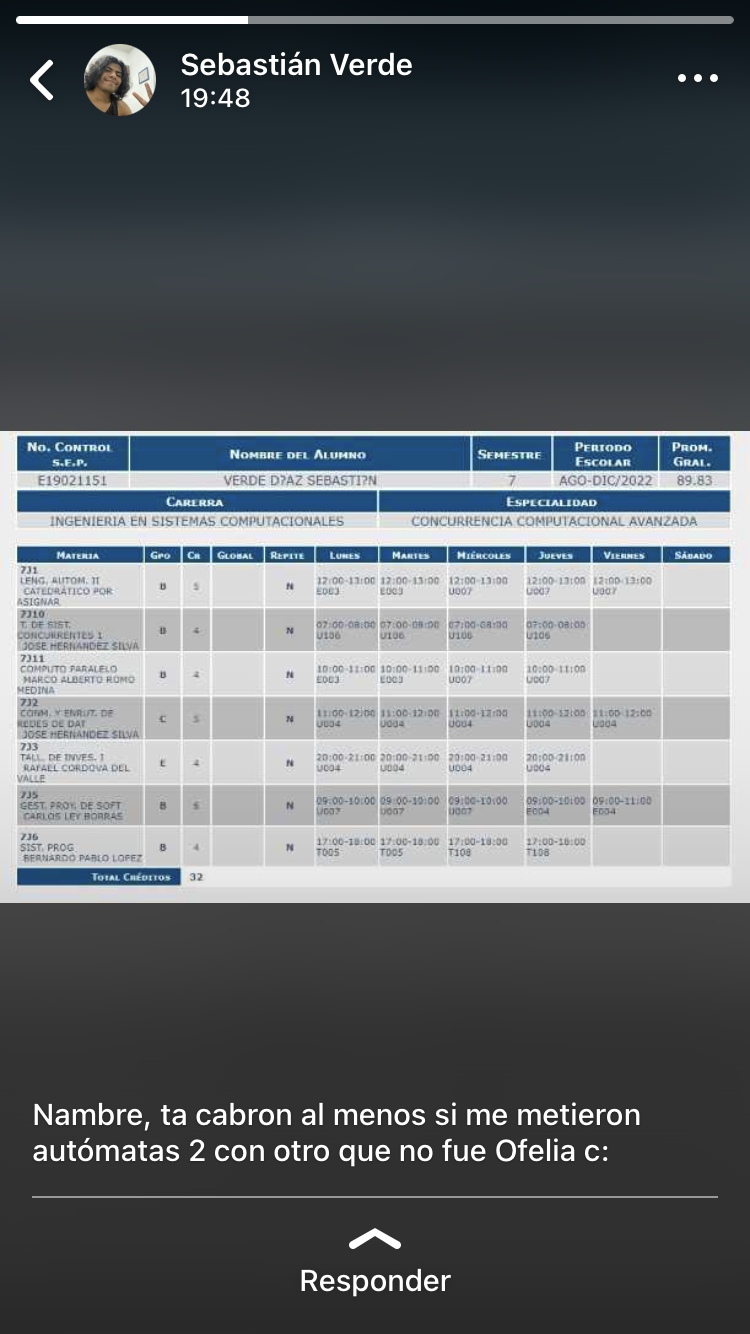 Sebastián Verde
19:48
No. Control S.E.P. Nombre del Alumno Semestre Periodo Escolar Prom. Gral.
E19021151 VERDE D?AZ SEBASTI?N 7 AGO-DIC/2022 89.83
Carerra Especialidad
INGENIERIA EN SISTEMAS COMPUTACIONALES CONCURRENCIA COMPUTACIONAL AVANZADA
Materia Gpo Cr Global Repite Lunes Martes Miércoles Jueves Viernes Sábado
7J1
LENG. AUTOM. II
CATEDRÁTICO POR ASIGNAR B 5 N 12:00-13:00 E003 12:00-13:00 E003 12:00-13:00 U007 12:00-13:00 U007 12:00-13:00 U007
7J10
T. DE SIST. CONCURRENTES 1
JOSE HERNANDEZ SILVA B 4 N 07:00-08:00 U106 07:00-08:00 U106 07:00-08:00 U106 07:00-08:00 U106
7J11
COMPUTO PARALELO
MARCO ALBERTO ROMO MEDINA B 4 N 10:00-11:00 E003 10:00-11:00 E003 10:00-11:00 U007 10:00-11:00 U007
7J2
CONM. Y ENRUT. DE REDES DE DAT
JOSE HERNANDEZ SILVA C 5 N 11:00-12:00 U004 11:00-12:00 U004 11:00-12:00 U004 11:00-12:00 U004 11:00-12:00 U004
7J3
TALL. DE INVES. I
RAFAEL CORDOVA DEL VALLE E 4 N 20:00-21:00 U004 20:00-21:00 U004 20:00-21:00 U004 20:00-21:00 U004
7J5
GEST. PROY. DE SOFT
CARLOS LEY BORRAS B 6 N 09:00-10:00 U007 09:00-10:00 U007 09:00-10:00 U007 09:00-10:00 E004 09:00-11:00 E004
7J6
SIST. PROG
BERNARDO PABLO LOPEZ B 4 N 17:00-18:00 T005 17:00-18:00 T005 17:00-18:00 T108 17:00-18:00 T108
Total Créditos 32
Nambre, ta cabron al menos si me metieron
autómatas 2 con otro que no fue Ofelia c:
Responder